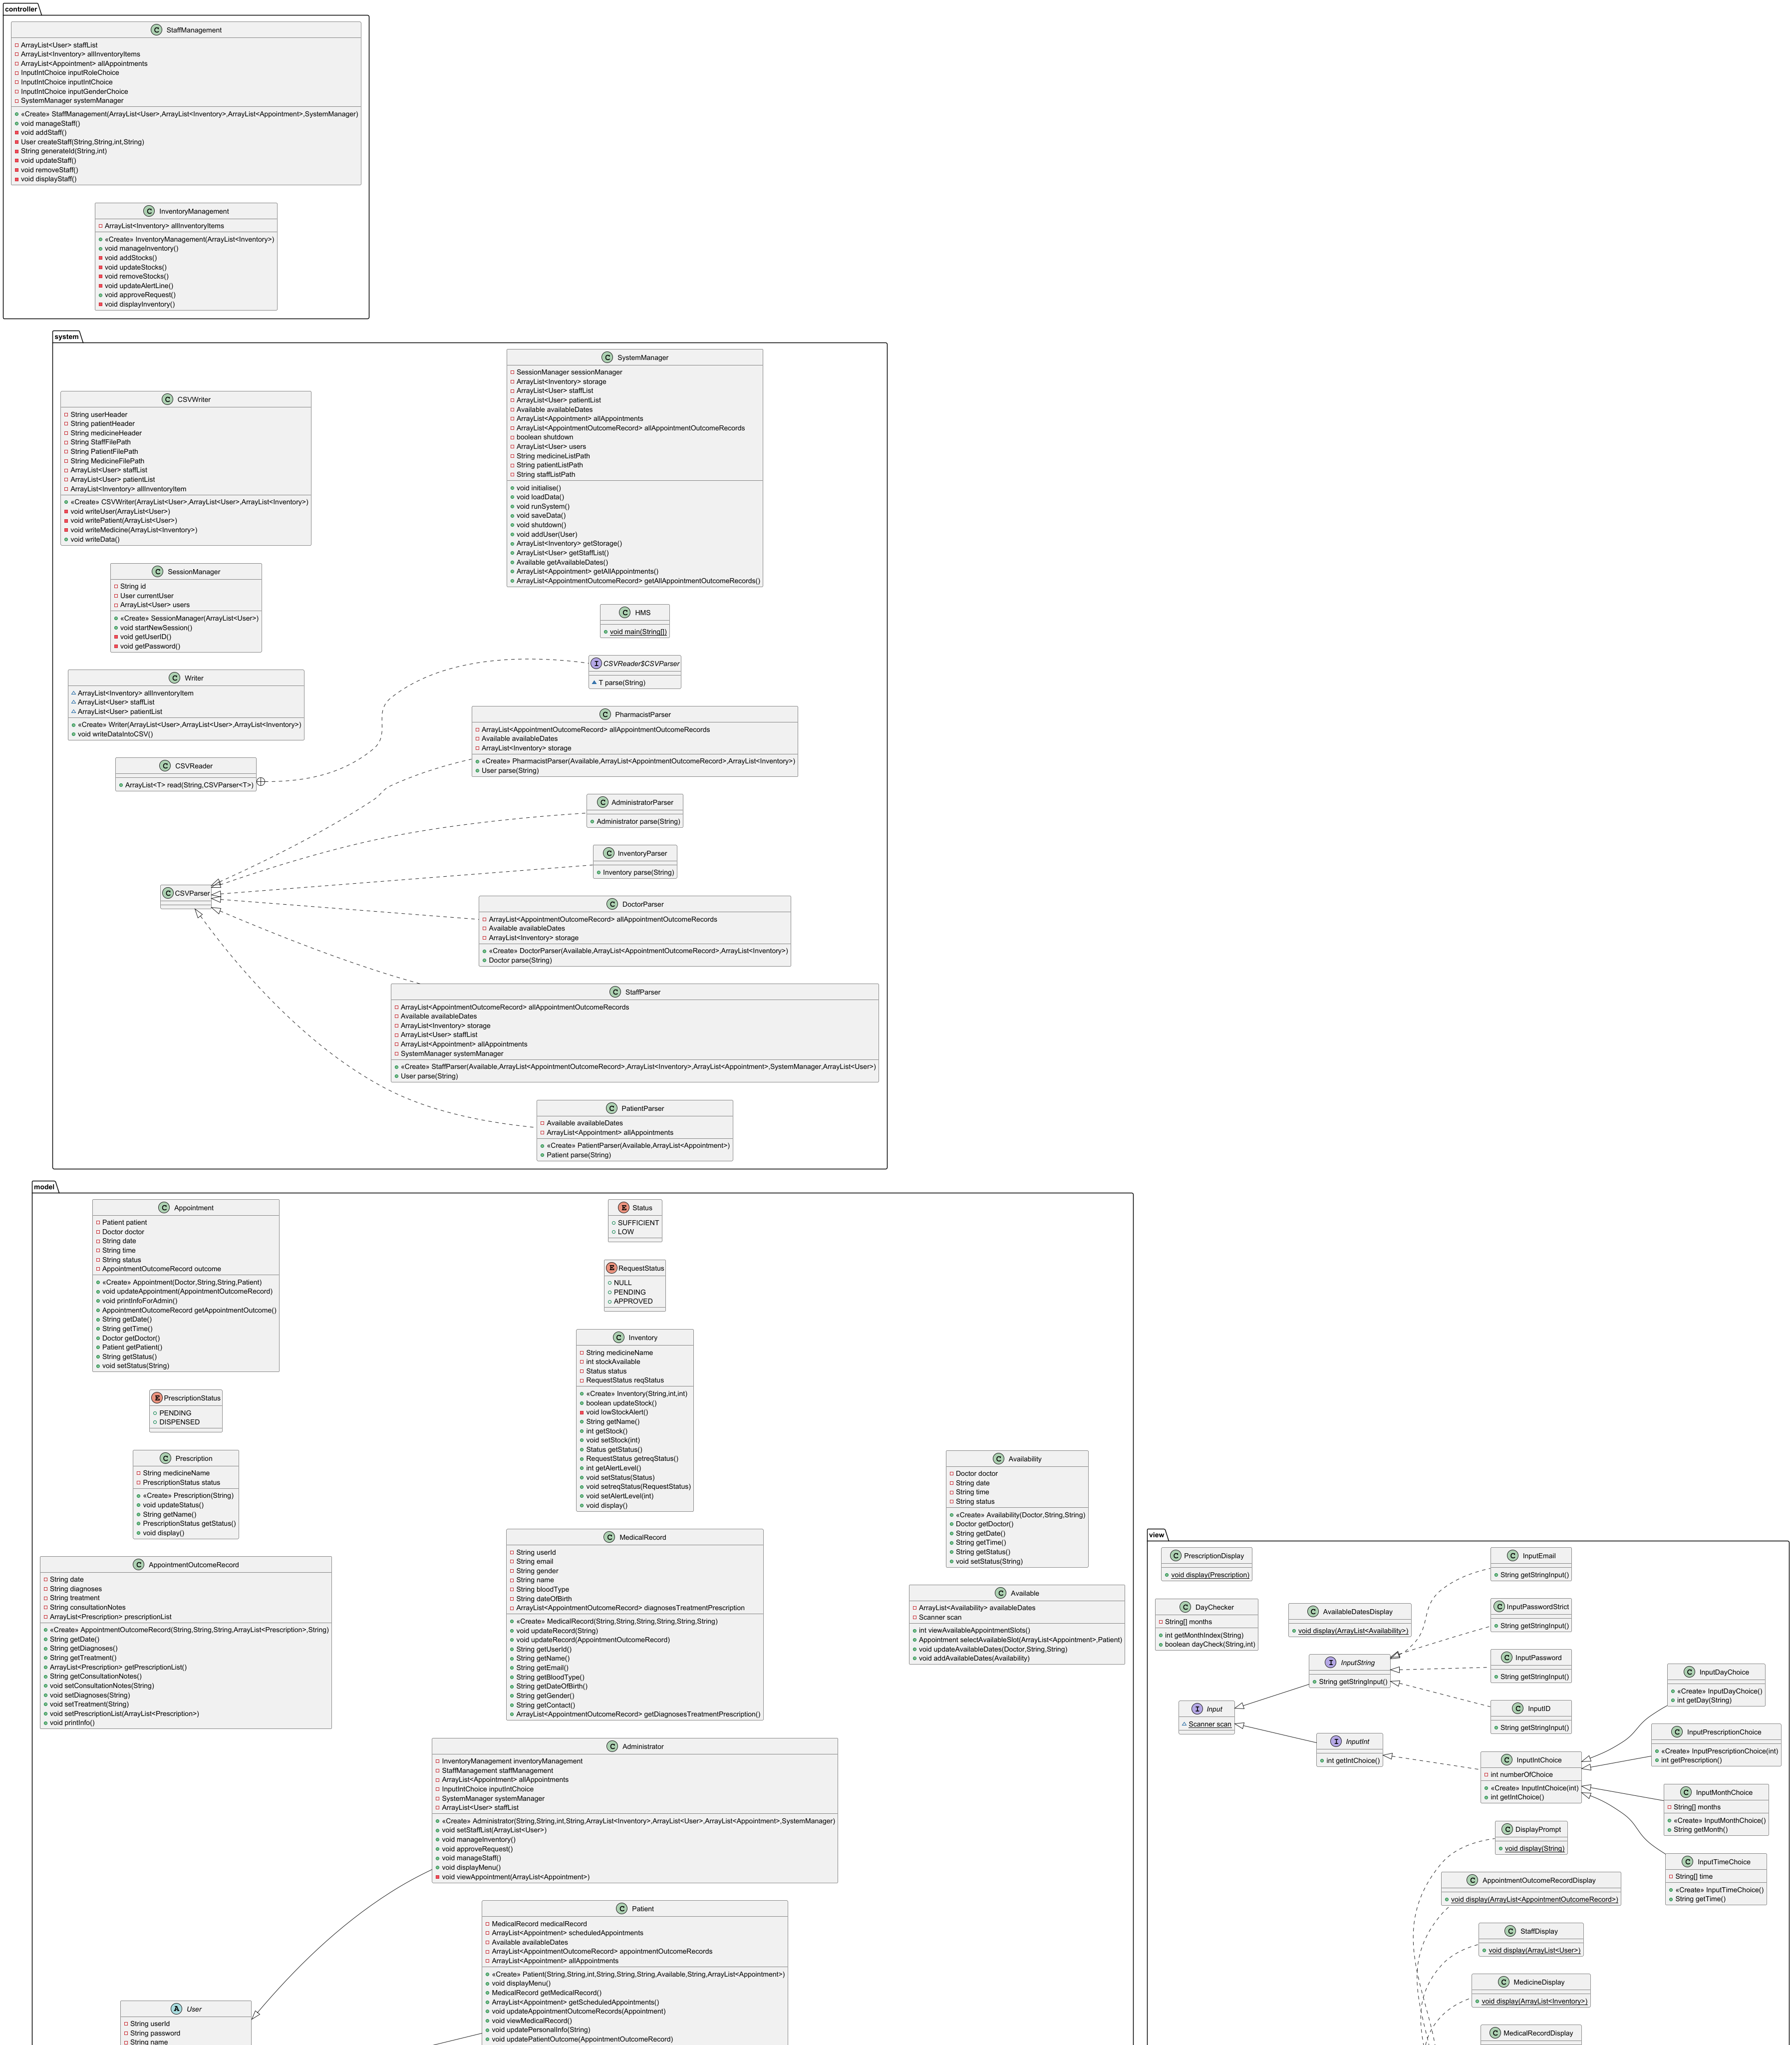 controller
StaffManagement
ArrayList<User> staffList
ArrayList<Inventory> allInventoryItems
ArrayList<Appointment> allAppointments
InputIntChoice inputRoleChoice
InputIntChoice inputIntChoice
InputIntChoice inputGenderChoice
SystemManager systemManager
«Create» StaffManagement(ArrayList<User>,ArrayList<Inventory>,ArrayList<Appointment>,SystemManager)
void manageStaff()
void addStaff()
User createStaff(String,String,int,String)
String generateId(String,int)
void updateStaff()
void removeStaff()
void displayStaff()
InventoryManagement
ArrayList<Inventory> allInventoryItems
«Create» InventoryManagement(ArrayList<Inventory>)
void manageInventory()
void addStocks()
void updateStocks()
void removeStocks()
void updateAlertLine()
void approveRequest()
void displayInventory()
system
CSVWriter
String userHeader
String patientHeader
String medicineHeader
String StaffFilePath
String PatientFilePath
String MedicineFilePath
ArrayList<User> staffList
ArrayList<User> patientList
ArrayList<Inventory> allInventoryItem
«Create» CSVWriter(ArrayList<User>,ArrayList<User>,ArrayList<Inventory>)
void writeUser(ArrayList<User>)
void writePatient(ArrayList<User>)
void writeMedicine(ArrayList<Inventory>)
void writeData()
SessionManager
String id
User currentUser
ArrayList<User> users
«Create» SessionManager(ArrayList<User>)
void startNewSession()
void getUserID()
void getPassword()
Writer
ArrayList<Inventory> allInventoryItem
ArrayList<User> staffList
ArrayList<User> patientList
«Create» Writer(ArrayList<User>,ArrayList<User>,ArrayList<Inventory>)
void writeDataIntoCSV()
CSVReader
ArrayList<T> read(String,CSVParser<T>)
CSVParser
SystemManager
SessionManager sessionManager
ArrayList<Inventory> storage
ArrayList<User> staffList
ArrayList<User> patientList
Available availableDates
ArrayList<Appointment> allAppointments
ArrayList<AppointmentOutcomeRecord> allAppointmentOutcomeRecords
boolean shutdown
ArrayList<User> users
String medicineListPath
String patientListPath
String staffListPath
void initialise()
void loadData()
void runSystem()
void saveData()
void shutdown()
void addUser(User)
ArrayList<Inventory> getStorage()
ArrayList<User> getStaffList()
Available getAvailableDates()
ArrayList<Appointment> getAllAppointments()
ArrayList<AppointmentOutcomeRecord> getAllAppointmentOutcomeRecords()
HMS
void main(String[])
CSVReader$CSVParser
T parse(String)
PharmacistParser
ArrayList<AppointmentOutcomeRecord> allAppointmentOutcomeRecords
Available availableDates
ArrayList<Inventory> storage
«Create» PharmacistParser(Available,ArrayList<AppointmentOutcomeRecord>,ArrayList<Inventory>)
User parse(String)
AdministratorParser
Administrator parse(String)
InventoryParser
Inventory parse(String)
DoctorParser
ArrayList<AppointmentOutcomeRecord> allAppointmentOutcomeRecords
Available availableDates
ArrayList<Inventory> storage
«Create» DoctorParser(Available,ArrayList<AppointmentOutcomeRecord>,ArrayList<Inventory>)
Doctor parse(String)
StaffParser
ArrayList<AppointmentOutcomeRecord> allAppointmentOutcomeRecords
Available availableDates
ArrayList<Inventory> storage
ArrayList<User> staffList
ArrayList<Appointment> allAppointments
SystemManager systemManager
«Create» StaffParser(Available,ArrayList<AppointmentOutcomeRecord>,ArrayList<Inventory>,ArrayList<Appointment>,SystemManager,ArrayList<User>)
User parse(String)
PatientParser
Available availableDates
ArrayList<Appointment> allAppointments
«Create» PatientParser(Available,ArrayList<Appointment>)
Patient parse(String)
model
Appointment
Patient patient
Doctor doctor
String date
String time
String status
AppointmentOutcomeRecord outcome
«Create» Appointment(Doctor,String,String,Patient)
void updateAppointment(AppointmentOutcomeRecord)
void printInfoForAdmin()
AppointmentOutcomeRecord getAppointmentOutcome()
String getDate()
String getTime()
Doctor getDoctor()
Patient getPatient()
String getStatus()
void setStatus(String)
PrescriptionStatus
PENDING
DISPENSED
Prescription
String medicineName
PrescriptionStatus status
«Create» Prescription(String)
void updateStatus()
String getName()
PrescriptionStatus getStatus()
void display()
AppointmentOutcomeRecord
String date
String diagnoses
String treatment
String consultationNotes
ArrayList<Prescription> prescriptionList
«Create» AppointmentOutcomeRecord(String,String,String,ArrayList<Prescription>,String)
String getDate()
String getDiagnoses()
String getTreatment()
ArrayList<Prescription> getPrescriptionList()
String getConsultationNotes()
void setConsultationNotes(String)
void setDiagnoses(String)
void setTreatment(String)
void setPrescriptionList(ArrayList<Prescription>)
void printInfo()
User
String userId
String password
String name
Status
SUFFICIENT
LOW
RequestStatus
NULL
PENDING
APPROVED
Inventory
String medicineName
int stockAvailable
Status status
RequestStatus reqStatus
«Create» Inventory(String,int,int)
boolean updateStock()
void lowStockAlert()
String getName()
int getStock()
void setStock(int)
Status getStatus()
RequestStatus getreqStatus()
int getAlertLevel()
void setStatus(Status)
void setreqStatus(RequestStatus)
void setAlertLevel(int)
void display()
MedicalRecord
String userId
String email
String gender
String name
String bloodType
String dateOfBirth
ArrayList<AppointmentOutcomeRecord> diagnosesTreatmentPrescription
«Create» MedicalRecord(String,String,String,String,String,String)
void updateRecord(String)
void updateRecord(AppointmentOutcomeRecord)
String getUserId()
String getName()
String getEmail()
String getBloodType()
String getDateOfBirth()
String getGender()
String getContact()
ArrayList<AppointmentOutcomeRecord> getDiagnosesTreatmentPrescription()
Administrator
InventoryManagement inventoryManagement
StaffManagement staffManagement
ArrayList<Appointment> allAppointments
InputIntChoice inputIntChoice
SystemManager systemManager
ArrayList<User> staffList
«Create» Administrator(String,String,int,String,ArrayList<Inventory>,ArrayList<User>,ArrayList<Appointment>,SystemManager)
void setStaffList(ArrayList<User>)
void manageInventory()
void approveRequest()
void manageStaff()
void displayMenu()
void viewAppointment(ArrayList<Appointment>)
Patient
MedicalRecord medicalRecord
ArrayList<Appointment> scheduledAppointments
Available availableDates
ArrayList<AppointmentOutcomeRecord> appointmentOutcomeRecords
ArrayList<Appointment> allAppointments
«Create» Patient(String,String,int,String,String,String,Available,String,ArrayList<Appointment>)
void displayMenu()
MedicalRecord getMedicalRecord()
ArrayList<Appointment> getScheduledAppointments()
void updateAppointmentOutcomeRecords(Appointment)
void viewMedicalRecord()
void updatePersonalInfo(String)
void updatePatientOutcome(AppointmentOutcomeRecord)
Availability
Doctor doctor
String date
String time
String status
«Create» Availability(Doctor,String,String)
Doctor getDoctor()
String getDate()
String getTime()
String getStatus()
void setStatus(String)
Available
ArrayList<Availability> availableDates
Scanner scan
int viewAvailableAppointmentSlots()
Appointment selectAvailableSlot(ArrayList<Appointment>,Patient)
void updateAvailableDates(Doctor,String,String)
void addAvailableDates(Availability)
view
PrescriptionDisplay
void display(Prescription)
DayChecker
String[] months
int getMonthIndex(String)
boolean dayCheck(String,int)
Input
Scanner scan
AvailableDatesDisplay
void display(ArrayList<Availability>)
InputString
String getStringInput()
InputInt
int getIntChoice()
InputEmail
String getStringInput()
InputPasswordStrict
String getStringInput()
InputPassword
String getStringInput()
InputID
String getStringInput()
InputIntChoice
int numberOfChoice
«Create» InputIntChoice(int)
int getIntChoice()
DisplayPrompt
void display(String)
AppointmentOutcomeRecordDisplay
void display(ArrayList<AppointmentOutcomeRecord>)
StaffDisplay
void display(ArrayList<User>)
MedicineDisplay
void display(ArrayList<Inventory>)
MedicalRecordDisplay
InputDayChoice
«Create» InputDayChoice()
int getDay(String)
InputPrescriptionChoice
«Create» InputPrescriptionChoice(int)
int getPrescription()
InputMonthChoice
String[] months
«Create» InputMonthChoice()
String getMonth()
InputTimeChoice
String[] time
«Create» InputTimeChoice()
String getTime()